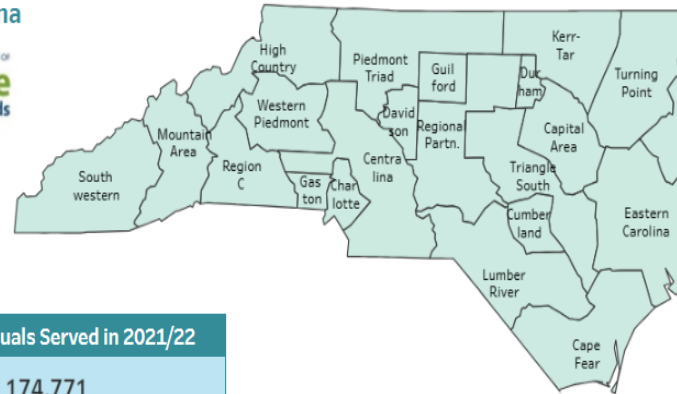 na
OF
e
ls
High
Country
Piedmont
Triad
Guil
ford
Kerr-
Tar
Dur
ham
Turning
Point
Western
Piedmont
David
son
Regional
Partn.
Capital
Area
Mountain
Area
Region
C
Centra
lina
Triangle
South
South
western
Gas
ton
Char
lotte
Cumber
land
Eastern
Carolina
Lumber
River
Cape
Fear
uals Served in 2021/22
174,771